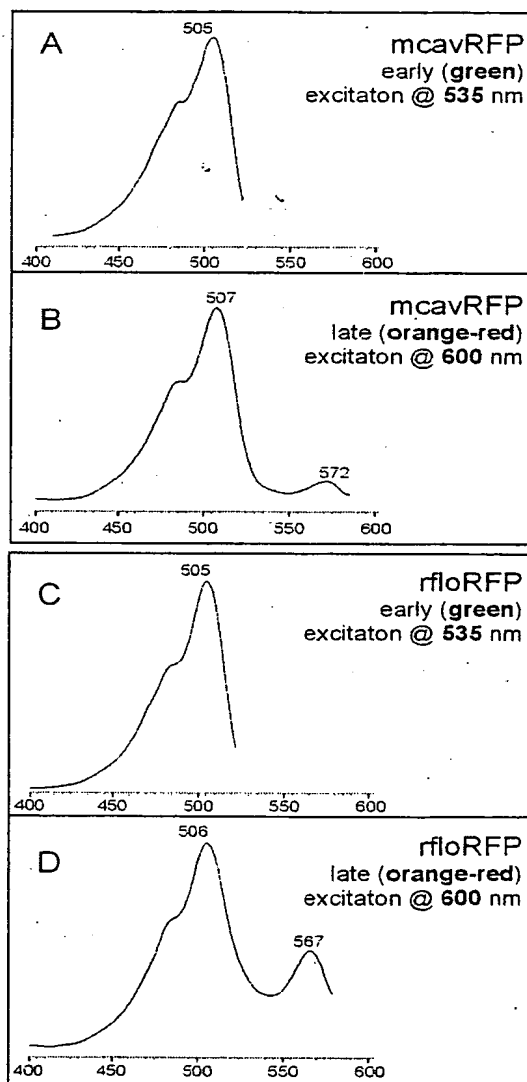 A
505
mcavRFP
early (green)
excitaton @ 535 nm
400 450 500 550 600
B
507
mcavRFP
late (orange-red)
excitaton @ 600 nm
572
400 450 500 550 600
C
505
rfloRFP
early (green)
excitaton @ 535 nm
400 450 500 550 600
D
506
rfloRFP
late (orange-red)
excitaton @ 600 nm
567
400 450 500 550 600